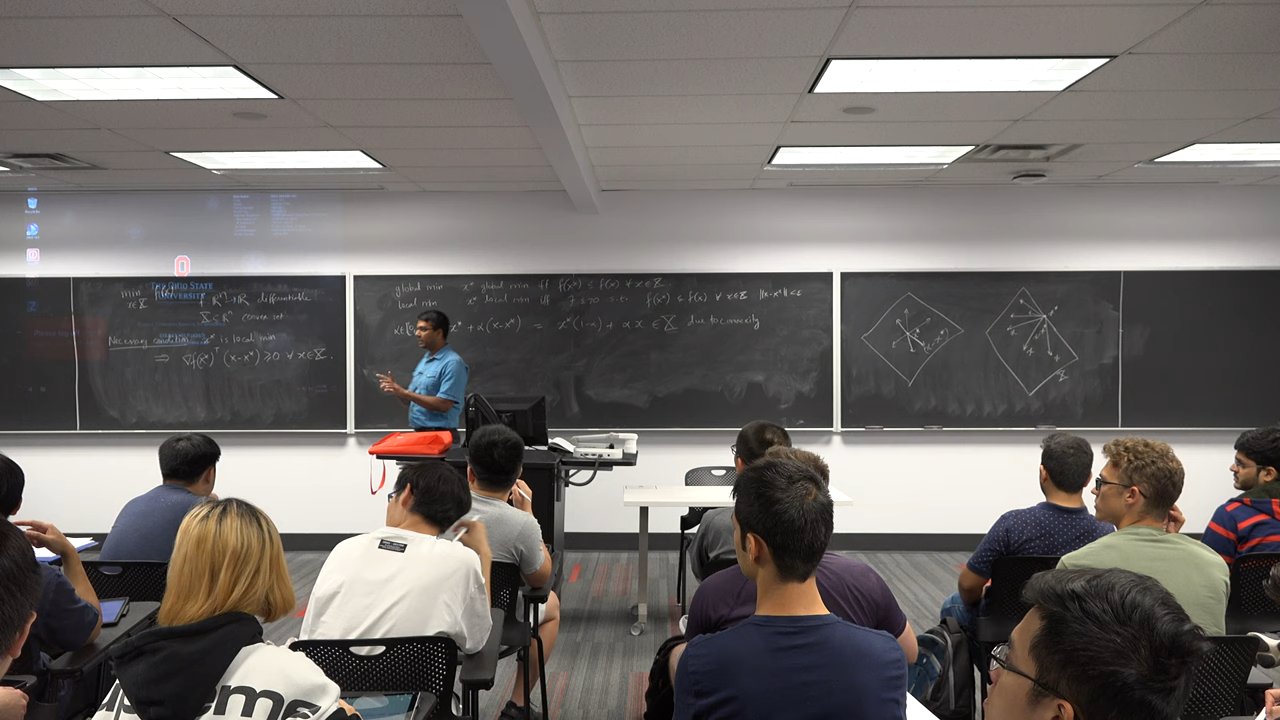 min f(x)
x∈X f: ℝⁿ→ℝ differentiable!
X ⊆ ℝⁿ convex set
Necessary condition x* is local min
⇒ ∇f(x*)ᵀ (x-x*) ≥0 ∀ x∈X.
THE OHIO STATE
UNIVERSITY
global min x* global min iff f(x*) ≤ f(x) ∀ x∈X.
local min x* local min iff ∃ ε>0 s.t. f(x*) ≤ f(x) ∀ x∈X ||x-x*||<ε
x* + α(x-x*) = x*(1-α) + αx ∈ X due to convexity
(x-x*)
x
X
upreme